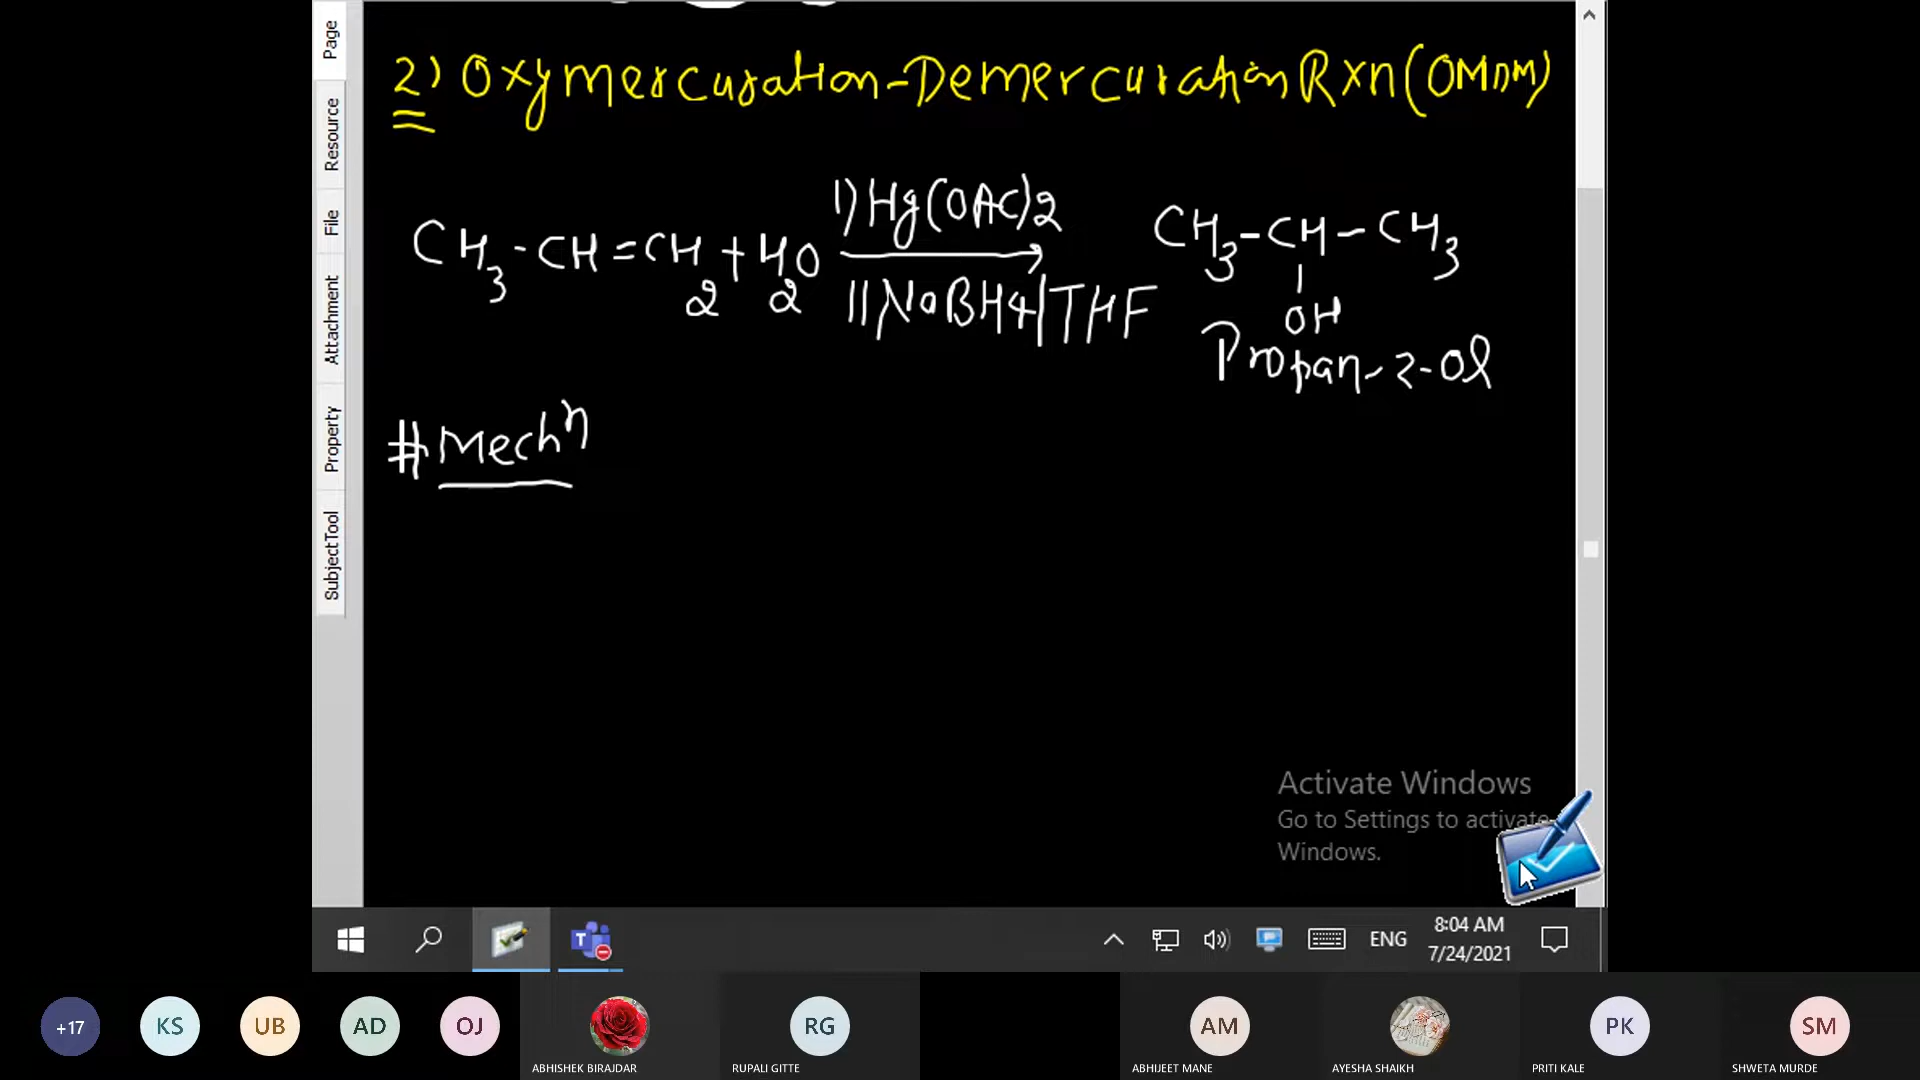 Page
Resource
File
Attachment
Property
SubjectTool
2) Oxymercuration-Demercuration Rxn (OMDM)
CH3-CH=CH2+H2O 1) Hg(OAC)2 CH3-CH-CH3
11) NaBH4/THF OH
Propan-2-ol
#Mechn
Activate Windows
Go to Settings to activate
Windows.
ENG
8:04 AM
7/24/2021
T
+17
KS
UB
AD
OJ
ABHISHEK BIRAJDAR
RG
RUPALI GITTE
AM
ABHIJEET MANE
AYESHA SHAIKH
PK
PRITI KALE
SM
SHWETA MURDE